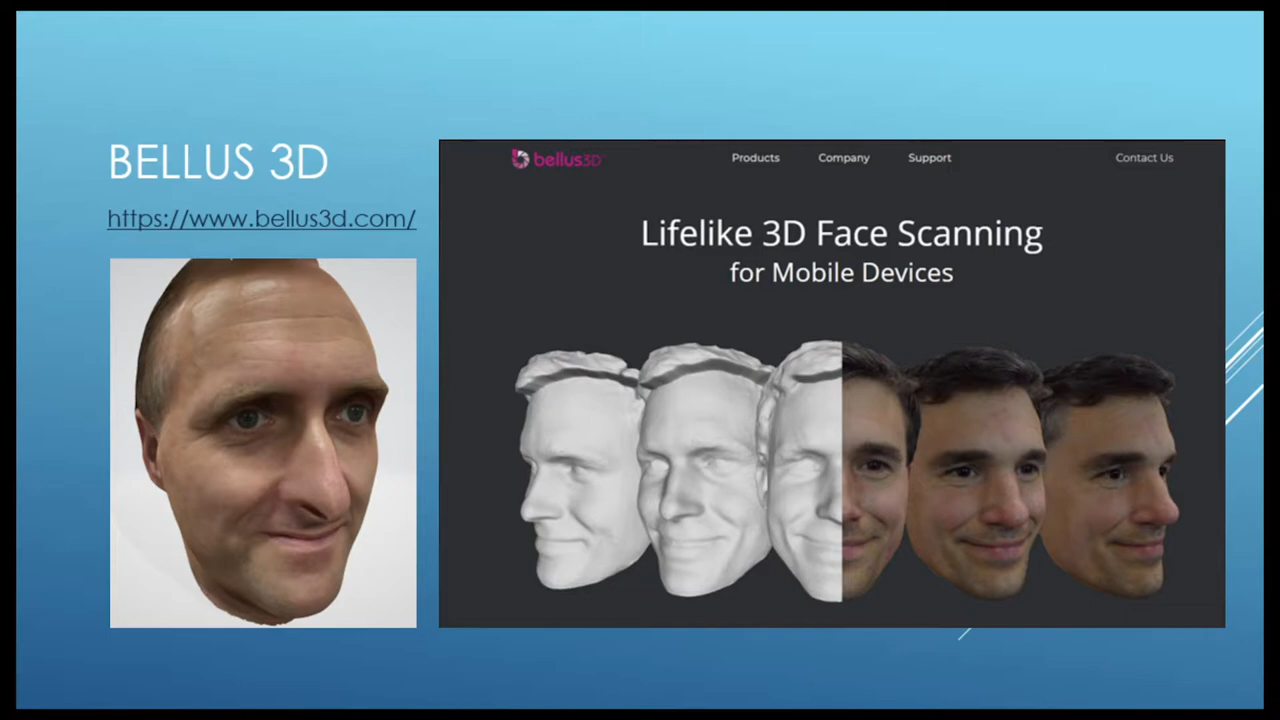 BELLUS 3D
https://www.bellus3d.com/
bellus3D
Products Company Support Contact Us
Lifelike 3D Face Scanning
for Mobile Devices